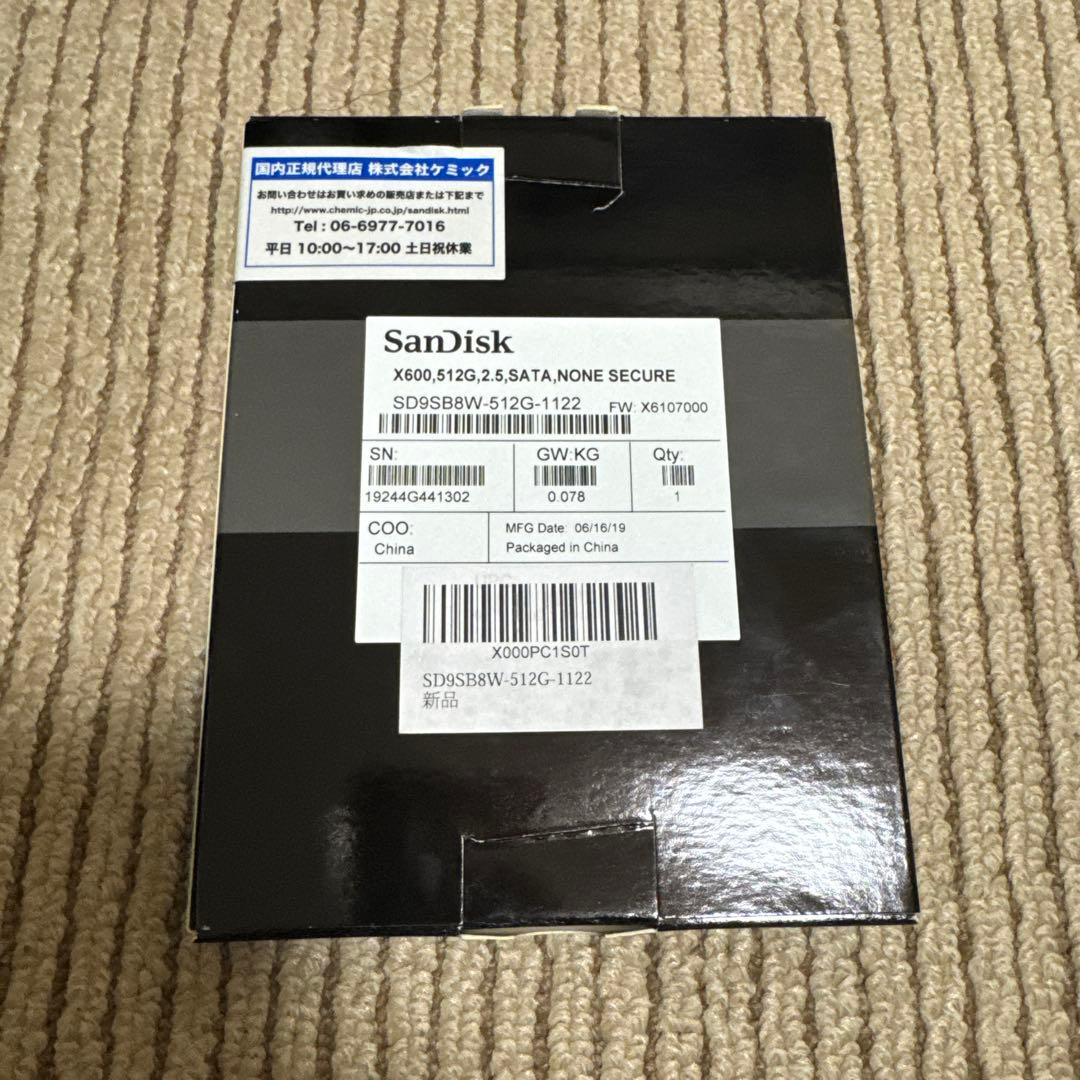 国内正規代理店 株式会社ケミック
お問い合わせはお買い求めの販売店または下記まで
http://www.chemic-jp.co.jp/sandisk.html
Tel : 06-6977-7016
平日 10:00〜17:00 土日祝休業
SanDisk
X600,512G,2.5,SATA,NONE SECURE
SD9SB8W-512G-1122 FW: X6107000
SN: GW:KG Qty:
19244G441302 0.078 1
COO: MFG Date: 06/16/19
China Packaged in China
X000PC1S0T
SD9SB8W-512G-1122
新品